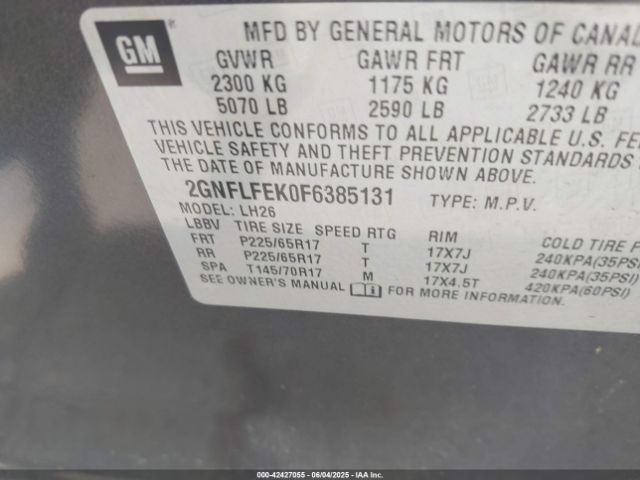 GM
MFD BY GENERAL MOTORS OF CANAD
GVWR GAWR FRT GAWR RR
2300 KG 1175 KG 1240 KG
5070 LB 2590 LB 2733 LB
THIS VEHICLE CONFORMS TO ALL APPLICABLE U.S. FE
VEHICLE SAFETY AND THEFT PREVENTION STANDARDS
THE DATE OF MANUFACTURE SHOWN ABOVE.
2GNFLFEK0F6385131 TYPE: M.P.V.
MODEL: LH26
LBBV TIRE SIZE SPEED RTG RIM COLD TIRE P
FRT P225/65R17 T 17X7J 240KPA(35PSI
RR P225/65R17 T 17X7J 240KPA(35PSI)
SPA T145/70R17 M 17X4.5T 420KPA(60PSI)
SEE OWNER'S MANUAL FOR MORE INFORMATION.
000-42427055 06/04/2025 IAAI.com